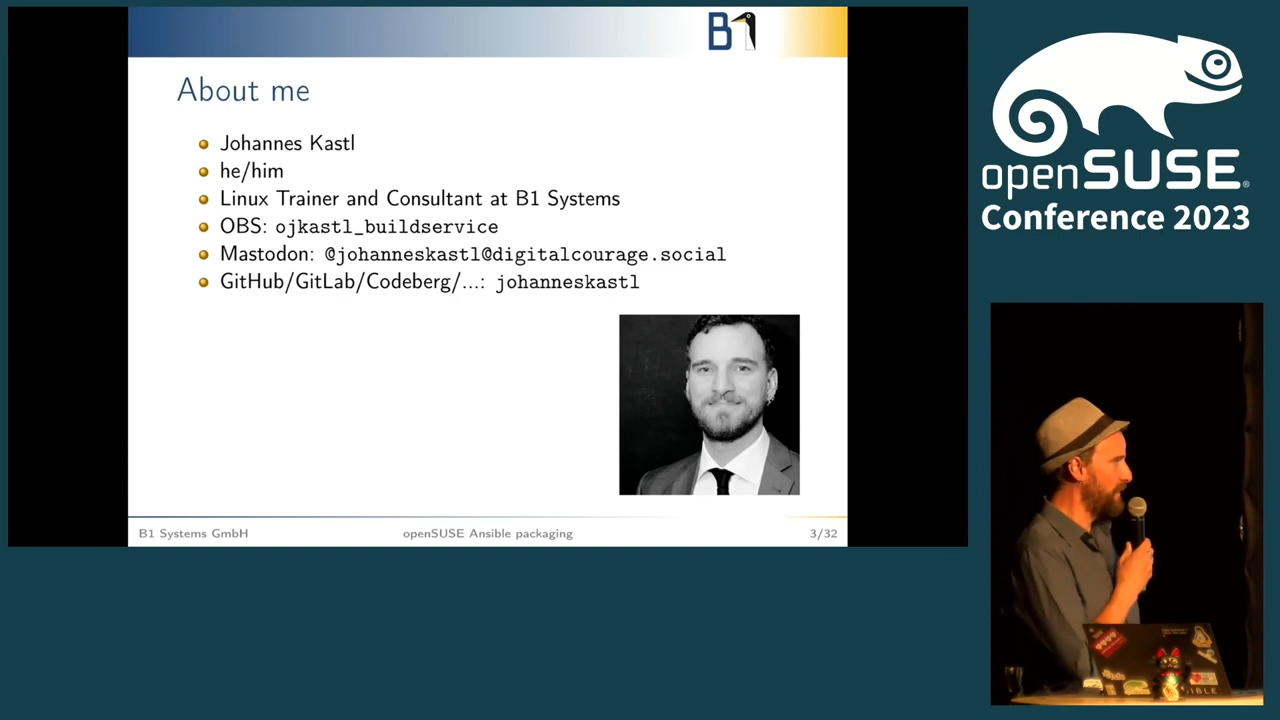 B1
About me
Johannes Kastl
he/him
Linux Trainer and Consultant at B1 Systems
OBS: ojkastl_buildservice
Mastodon: @johanneskastl@digitalcourage.social
GitHub/GitLab/Codeberg/...: johanneskastl
B1 Systems GmbH
openSUSE Ansible packaging
3/32
openSUSE®
Conference 2023